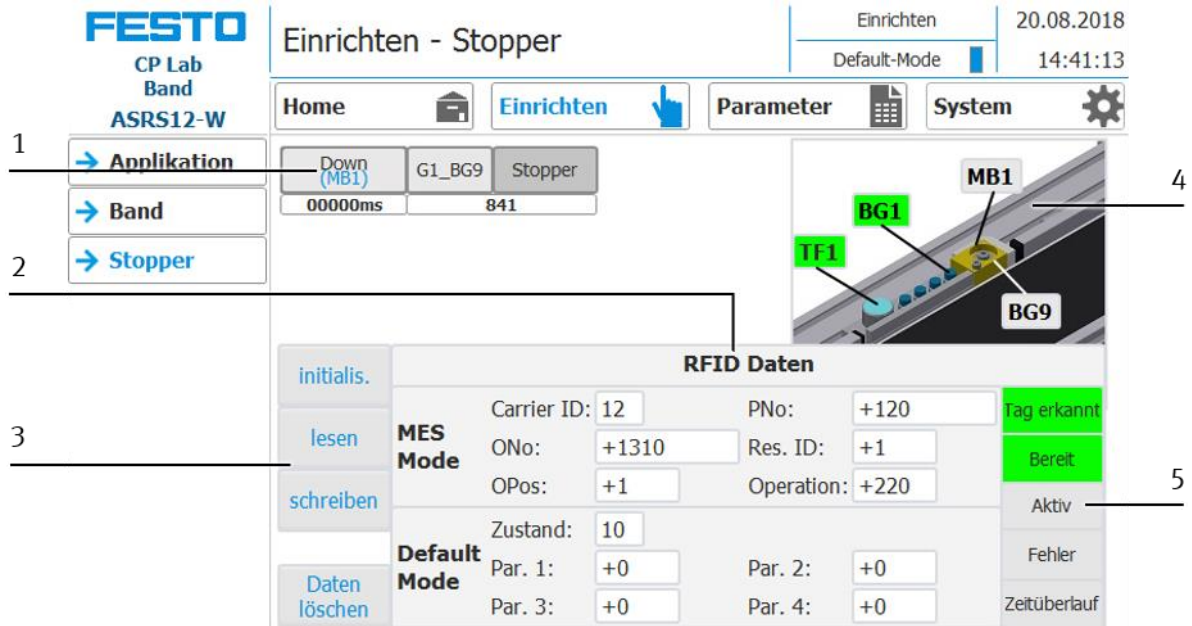 FESTO
CP Lab
Band
ASRS12-W
Einrichten - Stopper
Einrichten
Default-Mode
20.08.2018
14:41:13
Home
Einrichten
Parameter
System
1
Applikation
Band
2
Stopper
Down
(MB1)
G1_BG9
Stopper
00000ms
841
MB1
BG1
TF1
BG9
4
RFID Daten
3
initialis.
lesen
schreiben
Daten
löschen
MES
Mode
Carrier ID: 12
PNo: +120
ONo: +1310
Res. ID: +1
OPos: +1
Operation: +220
Default
Mode
Zustand: 10
Par. 1: +0
Par. 2: +0
Par. 3: +0
Par. 4: +0
Tag erkannt
Bereit
Aktiv
Fehler
Zeitüberlauf
5